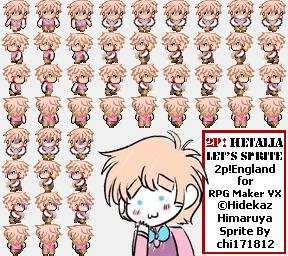 2P! HETALIA
LET'S SPRITE
2p!England
for
RPG Maker VX
©Hidekaz
Himaruya
Sprite By
chi171812